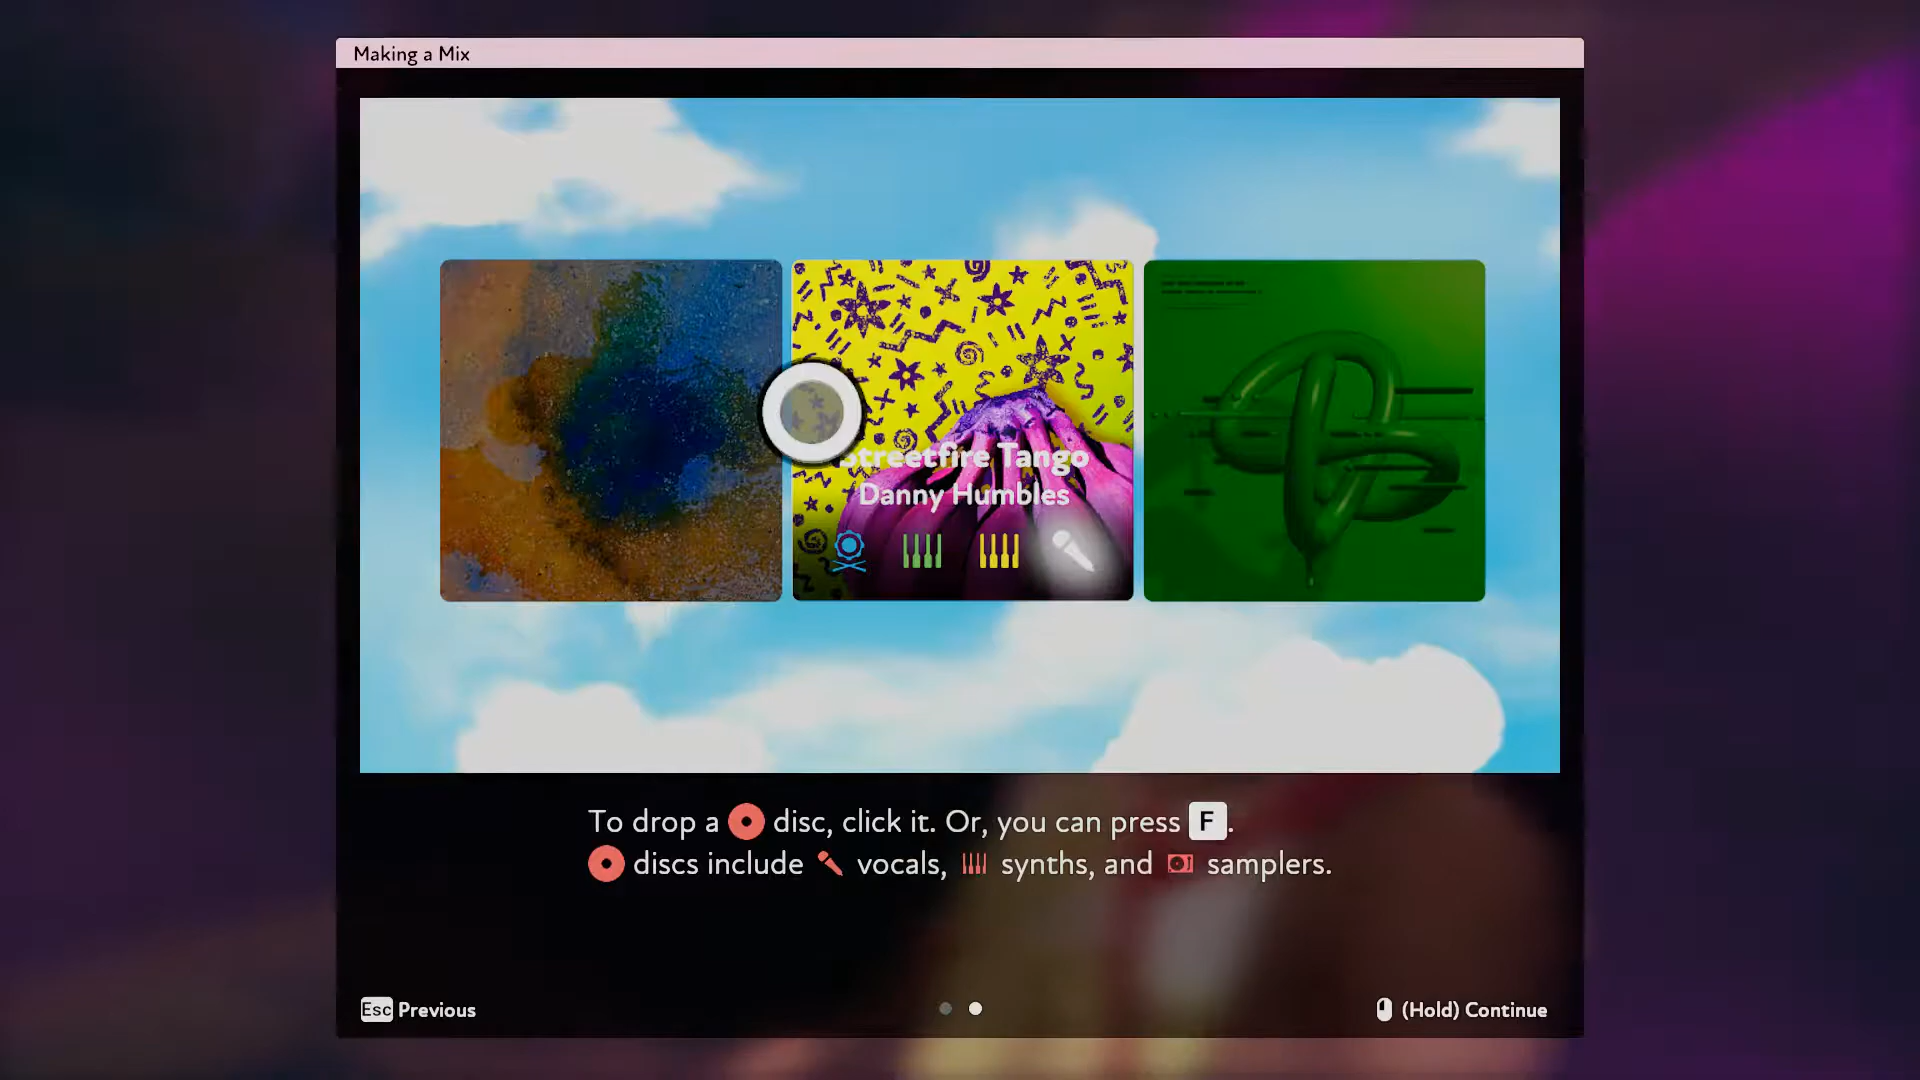 Making a Mix
Streetfire Tango
Danny Humbles
To drop a disc, click it. Or, you can press F.
discs include vocals, synths, and samplers.
Esc Previous
(Hold) Continue